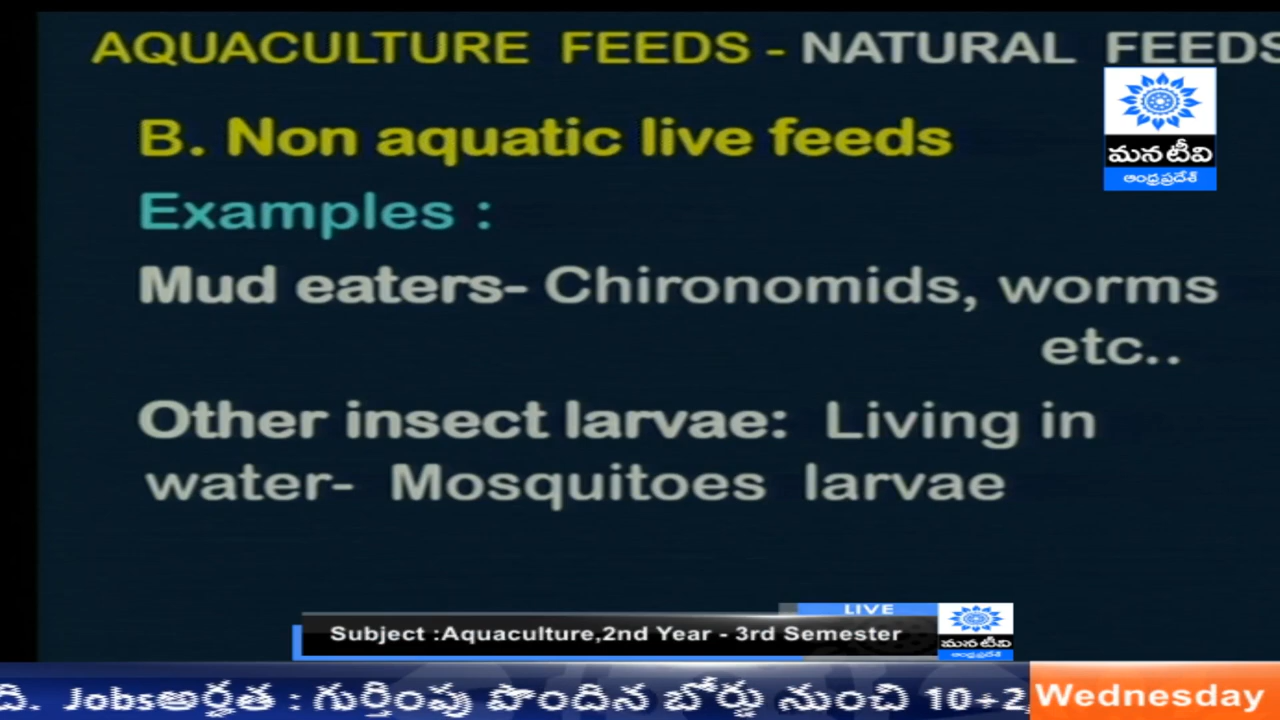 AQUACULTURE FEEDS - NATURAL FEEDS
B. Non aquatic live feeds
మన టీవి
ఆంధ్రప్రదేశ్
Examples :
Mud eaters- Chironomids, worms
etc..
Other insect larvae: Living in
water- Mosquitoes larvae
LIVE
Subject :Aquaculture,2nd Year - 3rd Semester
మన టీవి
ఆంధ్రప్రదేశ్
ది. Jobsఅర్హత : గుర్తింపు పొందిన బోర్డు నుంచి 10+2,
Wednesday